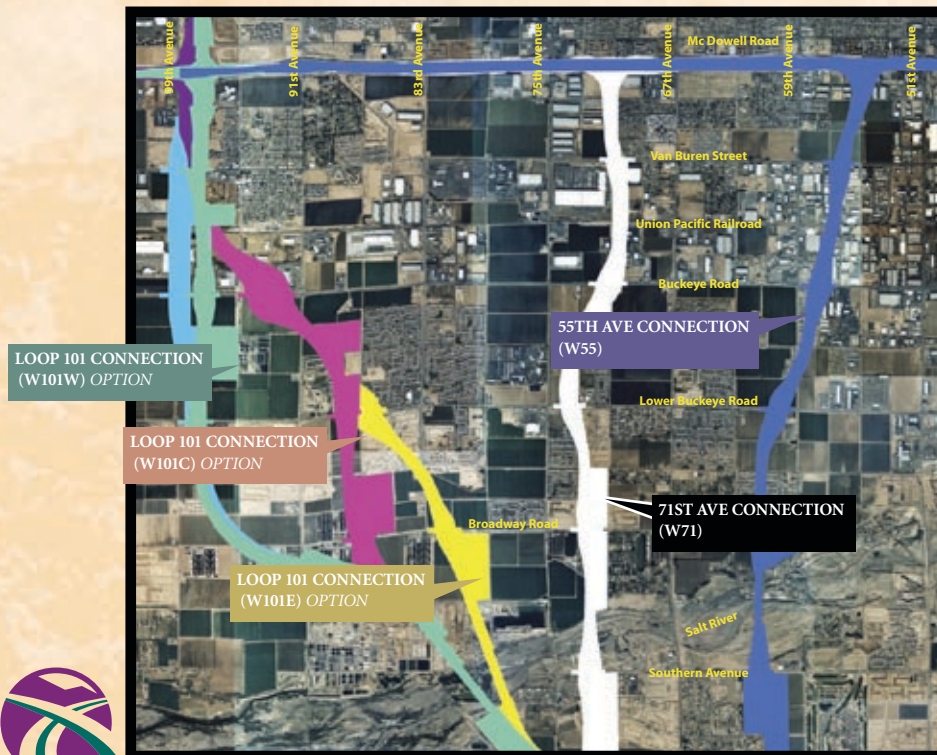 99th Avenue
91st Avenue
83rd Avenue
75th Avenue
67th Avenue
59th Avenue
51st Avenue
Mc Dowell Road
Van Buren Street
Union Pacific Railroad
Buckeye Road
55TH AVE CONNECTION
(W55)
LOOP 101 CONNECTION
(W101W) OPTION
Lower Buckeye Road
LOOP 101 CONNECTION
(W101C) OPTION
71ST AVE CONNECTION
(W71)
Broadway Road
LOOP 101 CONNECTION
(W101E) OPTION
Salt River
Southern Avenue